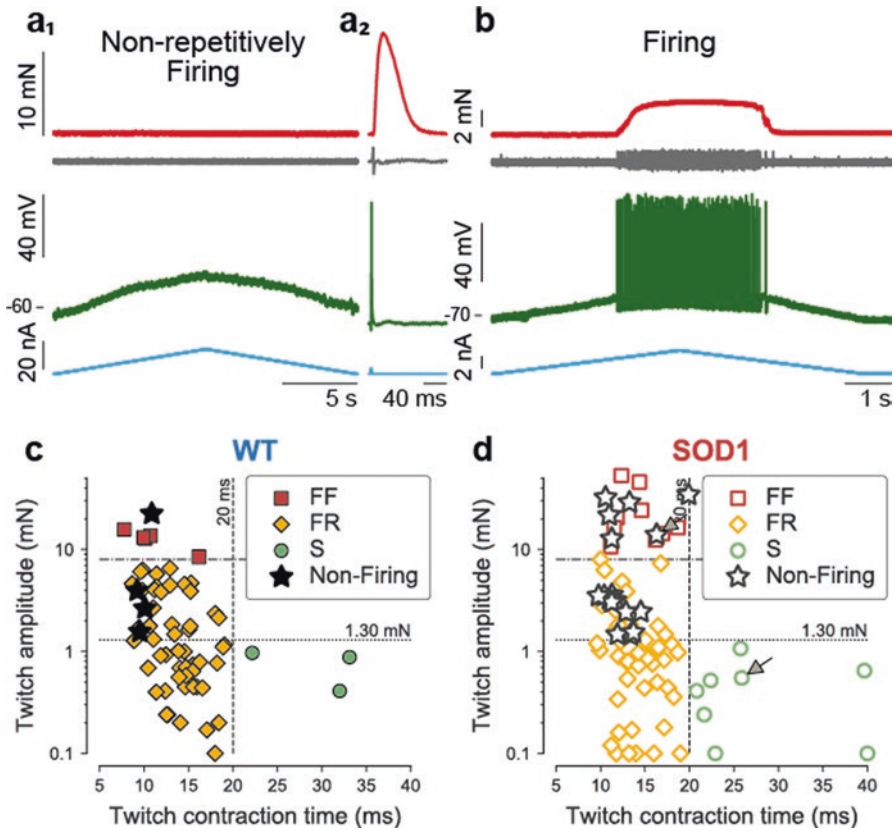 a₁
Non-repetitively
Firing
a₂
b
Firing
10 mN
2 mN
40 mV
40 mV
-60
-70
20 nA
2 nA
5 s
40 ms
1 s
c
WT
Twitch amplitude (mN)
10
1
0.1
20 ms
FF
FR
S
Non-Firing
1.30 mN
5 10 15 20 25 30 35 40
Twitch contraction time (ms)
d
SOD1
Twitch amplitude (mN)
10
1
0.1
FF
FR
S
Non-Firing
1.30 mN
5 10 15 20 25 30 35 40
Twitch contraction time (ms)